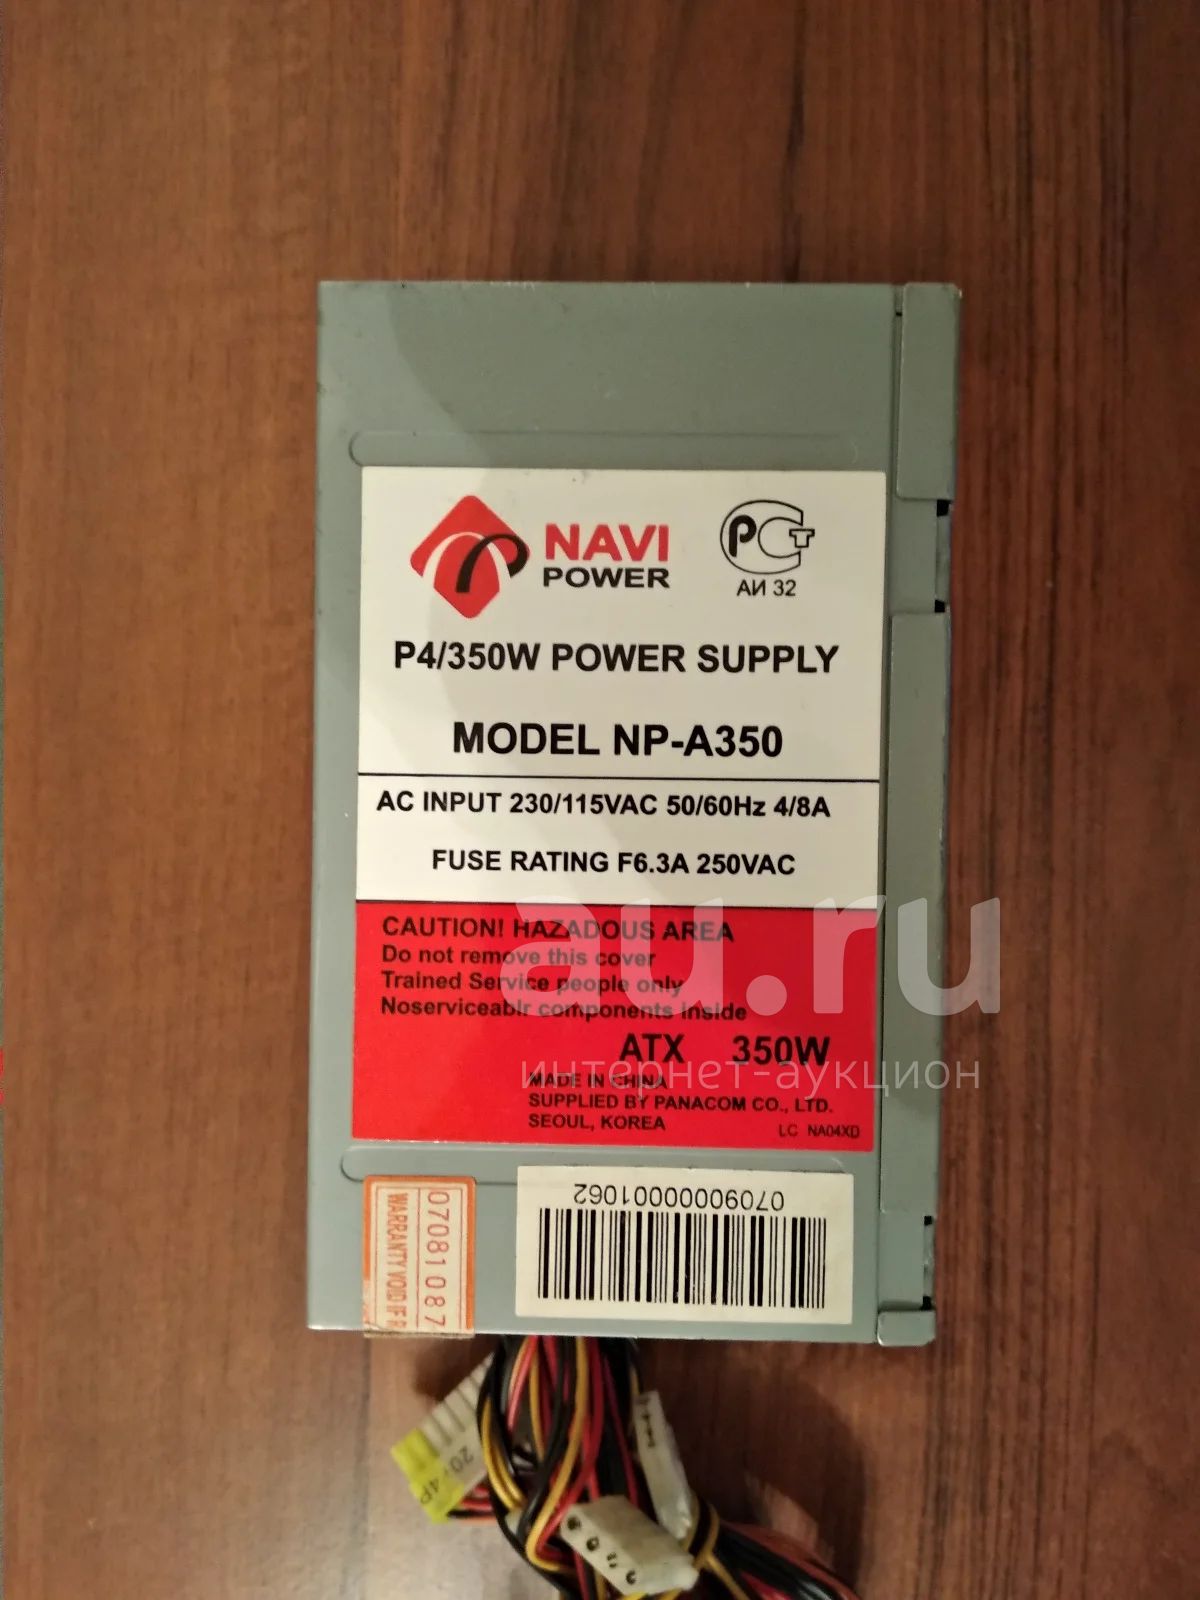 NAVI
POWER
РСТ
АИ 32
P4/350W POWER SUPPLY
MODEL NP-A350
AC INPUT 230/115VAC 50/60Hz 4/8A
FUSE RATING F6.3A 250VAC
CAUTION! HAZADOUS AREA
Do not remove this cover
Trained Service people only
Noserviceablr components inside
au.ru
ATX 350W
интернет-аукцион
MADE IN CHINA
SUPPLIED BY PANACOM CO., LTD.
SEOUL, KOREA
LC NA04XD
0709000001062
07081087
WARRANTY VOID IF R
20+4P